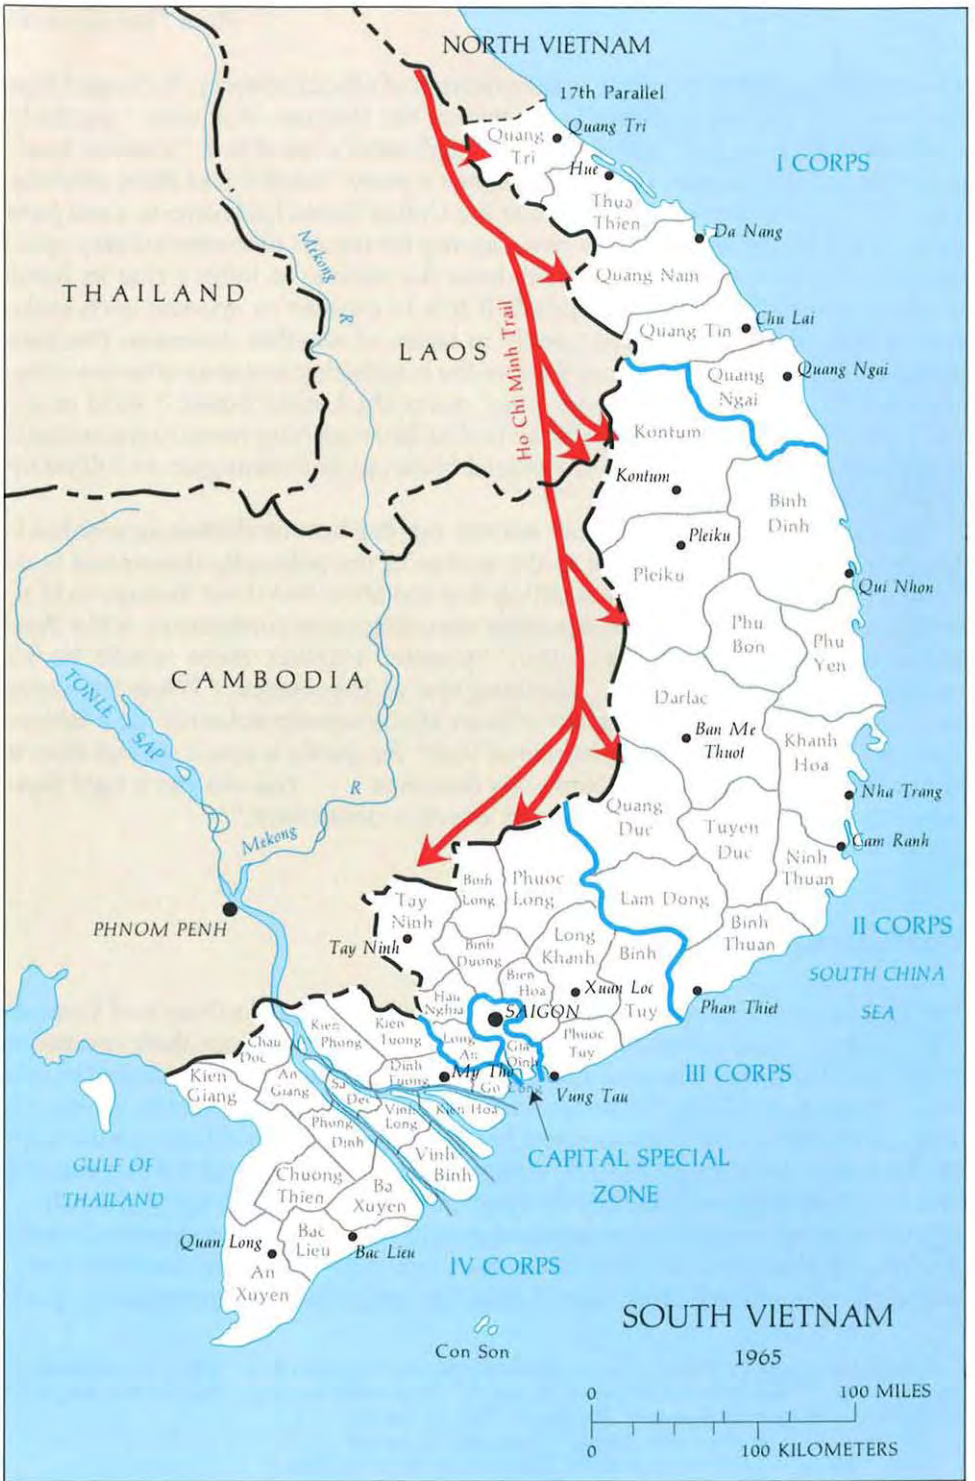 NORTH VIETNAM
17th Parallel
Quang Tri
Quang
Tri
I CORPS
Hue
Thua
Thien
Da Nang
Mekong
R
THAILAND
Quang Nam
LAOS
Ho Chi Minh Trail
Quang Tin
Chu Lai
Quang
Ngai
Quang Ngai
Kontum
Kontum
Binh
Dinh
Pleiku
Pleiku
Qui Nhon
Phu
Bon
Phu
Yen
CAMBODIA
TONLE SAP
Darlac
Ban Me
Thuot
Khanh
Hoa
Nha Trang
R
Mekong
Quang
Duc
Tuyen
Duc
Cam Ranh
Ninh
Thuan
Binh
Long
Phuoc
Long
Lam Dong
Tay
Ninh
PHNOM PENH
Tay Ninh
Binh
Duong
Long
Khanh
Binh
Tuy
Binh
Thuan
II CORPS
Bien
Hoa
Xuan Loc
SOUTH CHINA
SEA
Hau
Nghia
SAIGON
Phan Thiet
Kien
Phong
Kien
Tuong
Chau
Doc
Long
An
Gia
Dinh
Phuoc
Tuy
Kien
Giang
An
Giang
Sa
Dec
Dinh
Tuong
My Tho
Go Cong
Vung Tau
III CORPS
Phong
Dinh
Vinh
Long
Kien Hoa
Vinh
Binh
CAPITAL SPECIAL
ZONE
GULF OF
THAILAND
Chuong
Thien
Ba
Xuyen
Quan Long
Bac
Lieu
Bac Lieu
An
Xuyen
IV CORPS
Con Son
SOUTH VIETNAM
1965
0 100 MILES
0 100 KILOMETERS